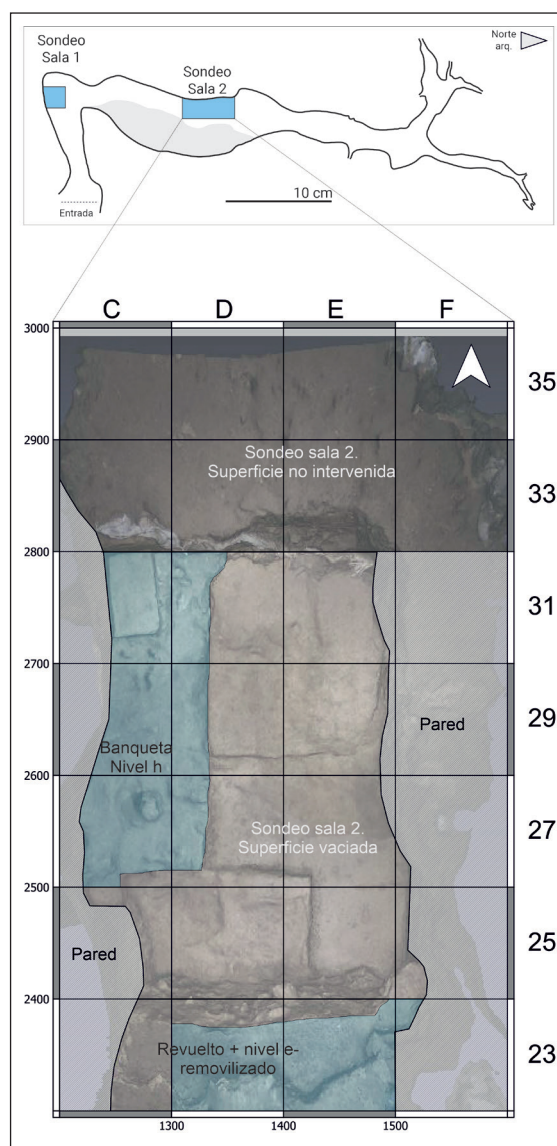 Sondeo
Sala 1
Sondeo
Sala 2
Norte
arq.
Entrada
10 cm
C D E F
3000
35
2900
Sondeo sala 2.
Superficie no intervenida
33
2800
31
2700
29
Banqueta
Nivel h
Pared
2600
Sondeo sala 2.
Superficie vaciada
27
2500
Pared
25
2400
Revuelto + nivel e-
removilizado
23
1300 1400 1500